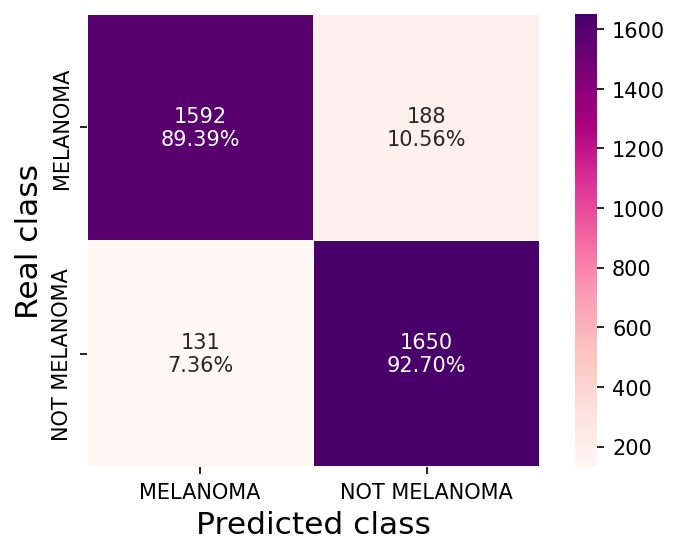 Real class
MELANOMA
NOT MELANOMA
1592
89.39%
188
10.56%
131
7.36%
1650
92.70%
MELANOMA
NOT MELANOMA
Predicted class
1600
1400
1200
1000
800
600
400
200